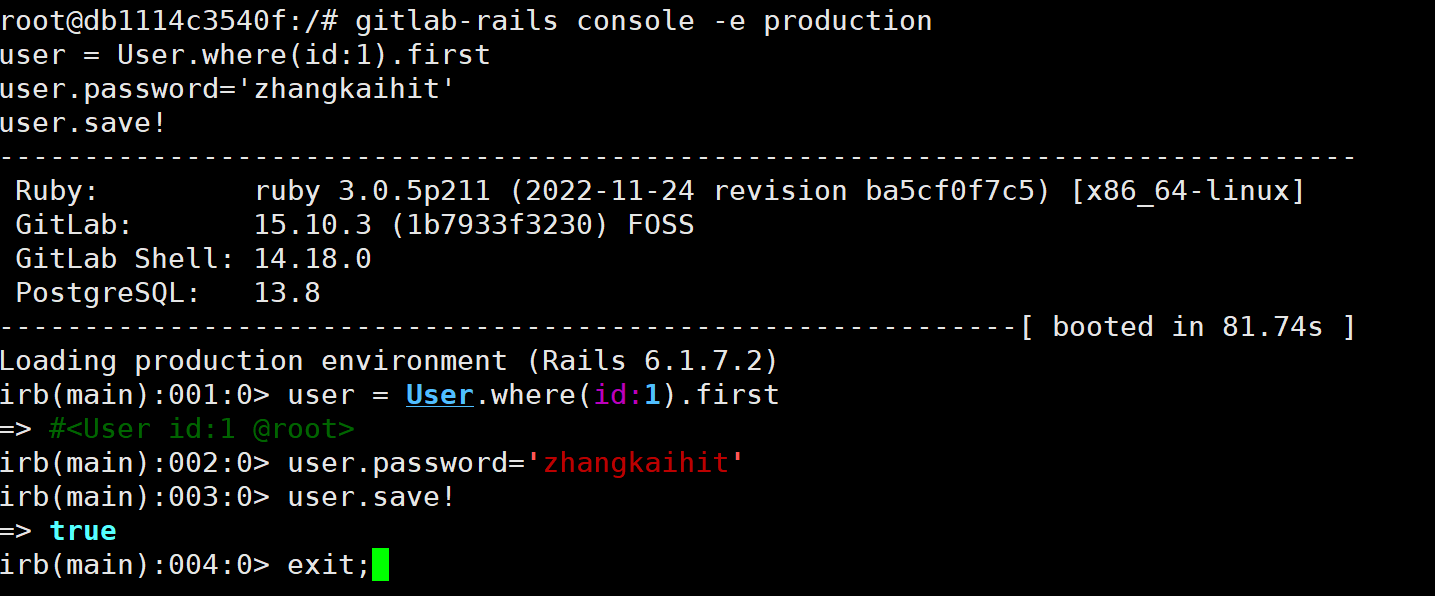 root@db1114c3540f:/# gitlab-rails console -e production
user = User.where(id:1).first
user.password='zhangkaihit'
user.save!
--------------------------------------------------------------------------------
 Ruby:         ruby 3.0.5p211 (2022-11-24 revision ba5cf0f7c5) [x86_64-linux]
 GitLab:       15.10.3 (1b7933f3230) FOSS
 GitLab Shell: 14.18.0
 PostgreSQL:   13.8
------------------------------------------------------------[ booted in 81.74s ]
Loading production environment (Rails 6.1.7.2)
irb(main):001:0> user = User.where(id:1).first
=> #<User id:1 @root>
irb(main):002:0> user.password='zhangkaihit'
irb(main):003:0> user.save!
=> true
irb(main):004:0> exit;